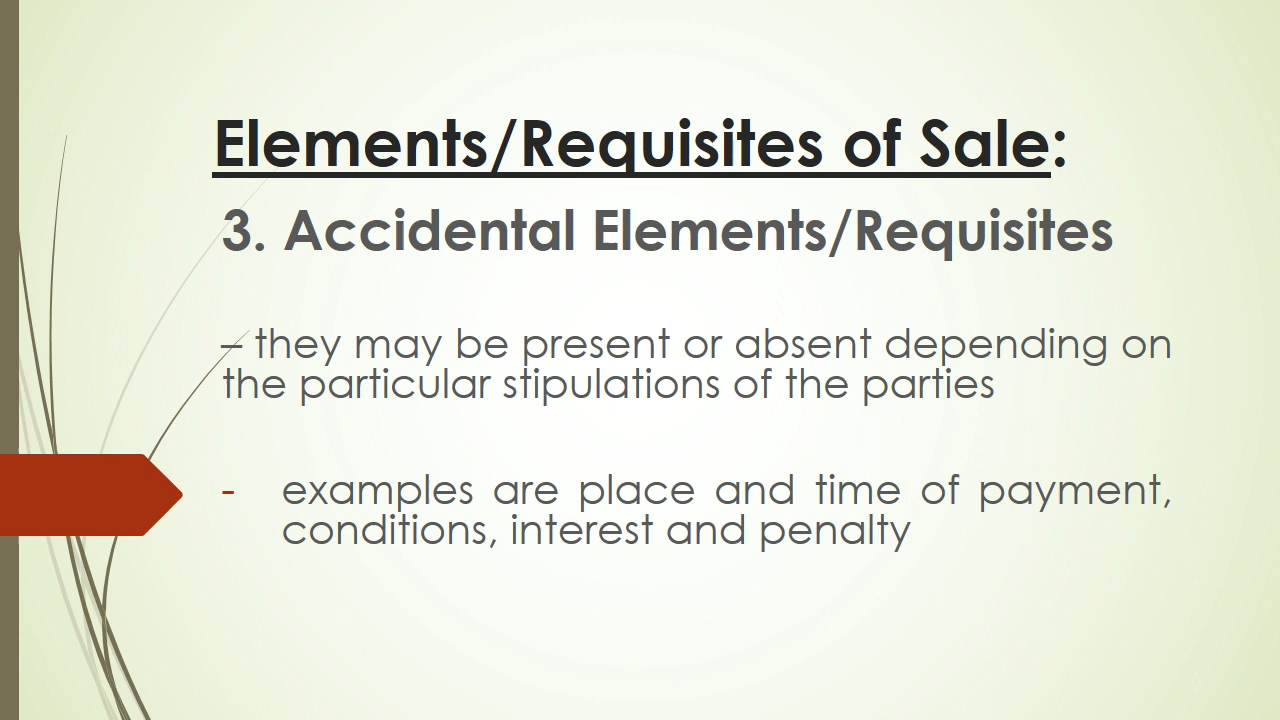 Elements/Requisites of Sale:
3. Accidental Elements/Requisites
– they may be present or absent depending on
the particular stipulations of the parties
- examples are place and time of payment,
conditions, interest and penalty